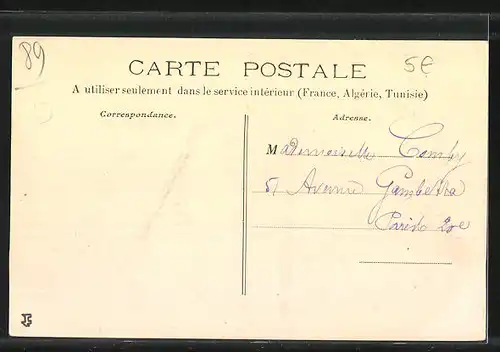 89
5€
CARTE POSTALE
A utiliser seulement dans le service intérieur (France, Algérie, Tunisie)
Correspondance.
Adresse.
Mademoiselle Comby
51 Avenue Gambetta
Paris 20e